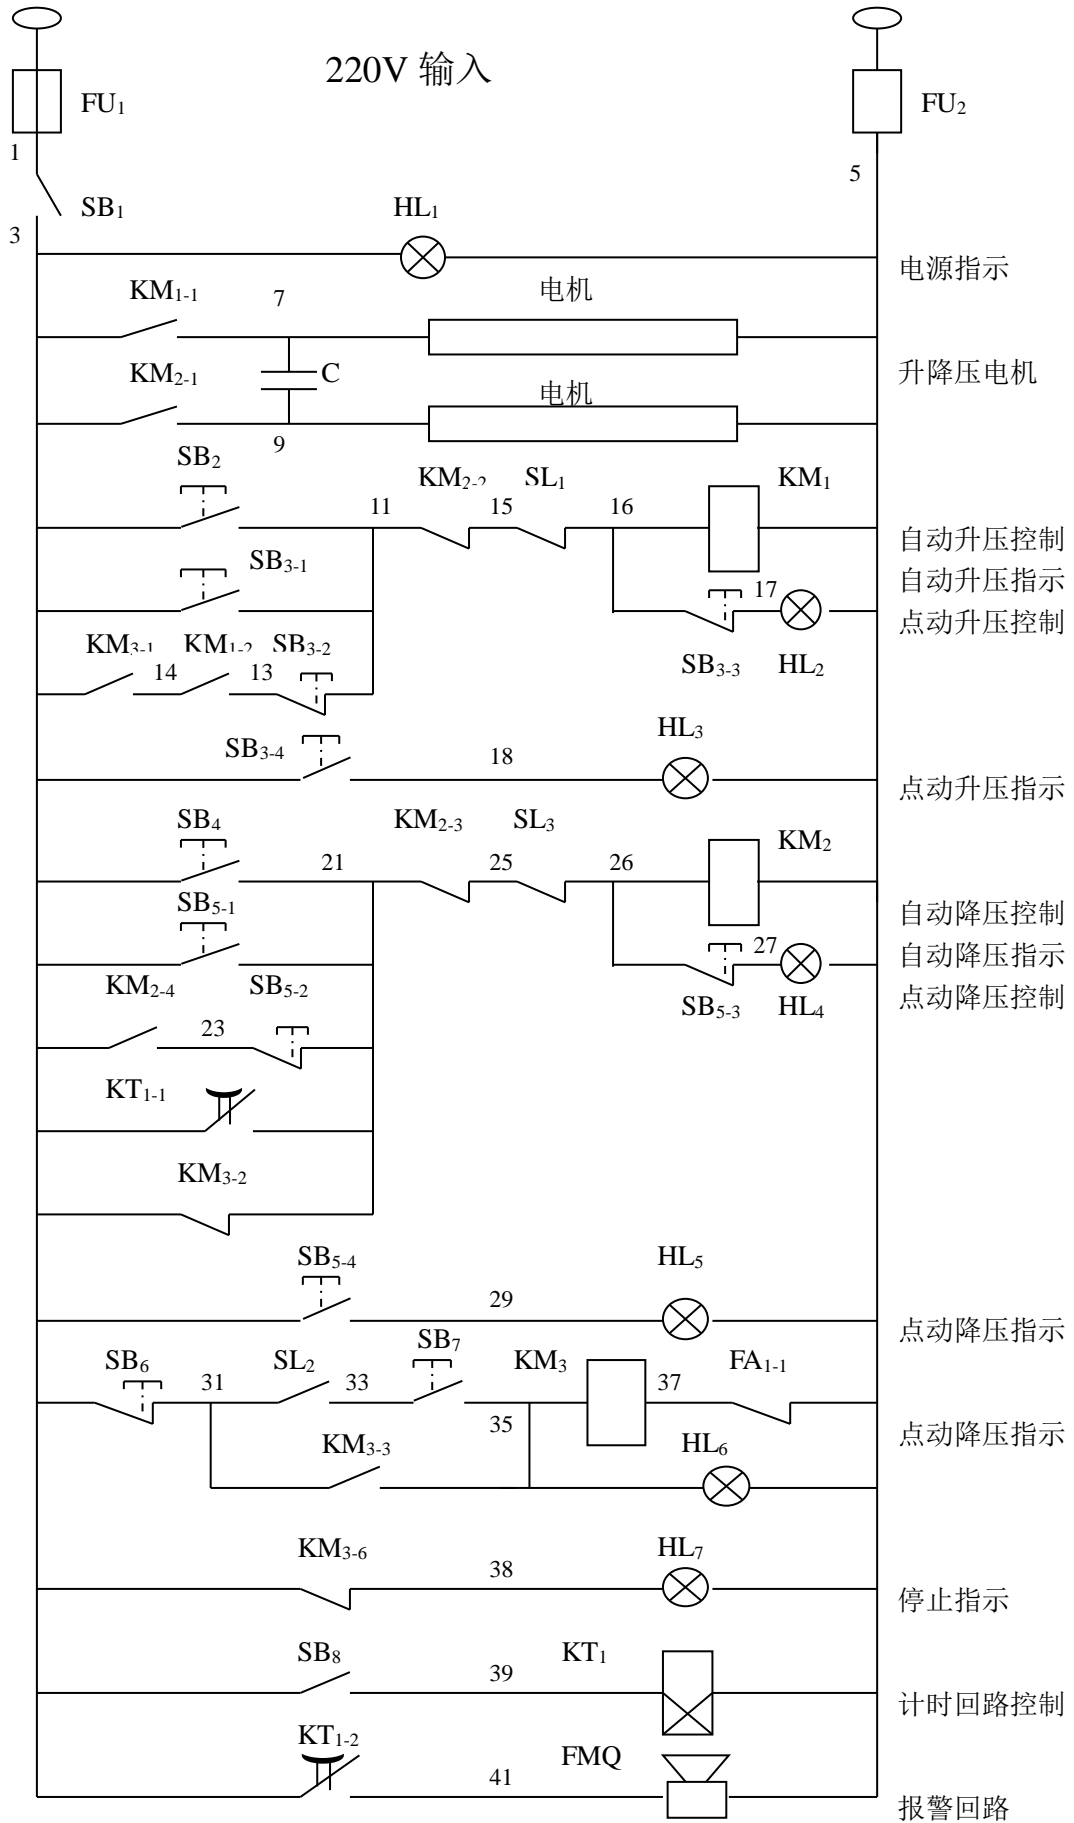 220V 输入
FU1
FU2
1
5
SB1
HL1
3
电源指示
KM1-1
7
电机
KM2-1
C
电机
升降压电机
9
SB2
KM2-2
SL1
KM1
11
15
16
自动升压控制
SB3-1
自动升压指示
17
点动升压控制
KM3-1
KM1-2
SB3-2
SB3-3
HL2
14
13
HL3
SB3-4
18
点动升压指示
SB4
KM2-3
SL3
KM2
21
25
26
SB5-1
自动降压控制
27
自动降压指示
KM2-4
SB5-2
SB5-3
HL4
点动降压控制
23
KT1-1
KM3-2
SB5-4
HL5
29
点动降压指示
SB6
SL2
SB7
KM3
FA1-1
31
33
37
35
点动降压指示
KM3-3
HL6
KM3-6
HL7
38
停止指示
SB8
39
KT1
计时回路控制
KT1-2
FMQ
41
报警回路